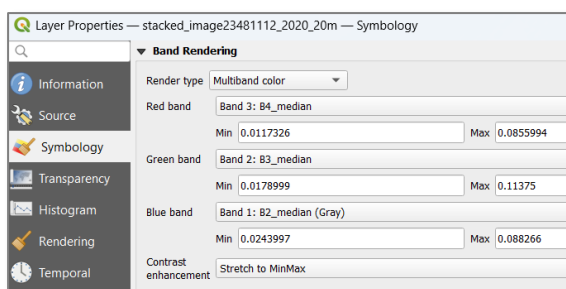 Layer Properties — stacked_image23481112_2020_20m — Symbology
Information
Source
Symbology
Transparency
Histogram
Rendering
Temporal
Band Rendering
Render type Multiband color
Red band Band 3: B4_median
Min 0.0117326 Max 0.0855994
Green band Band 2: B3_median
Min 0.0178999 Max 0.11375
Blue band Band 1: B2_median (Gray)
Min 0.0243997 Max 0.088266
Contrast
enhancement Stretch to MinMax